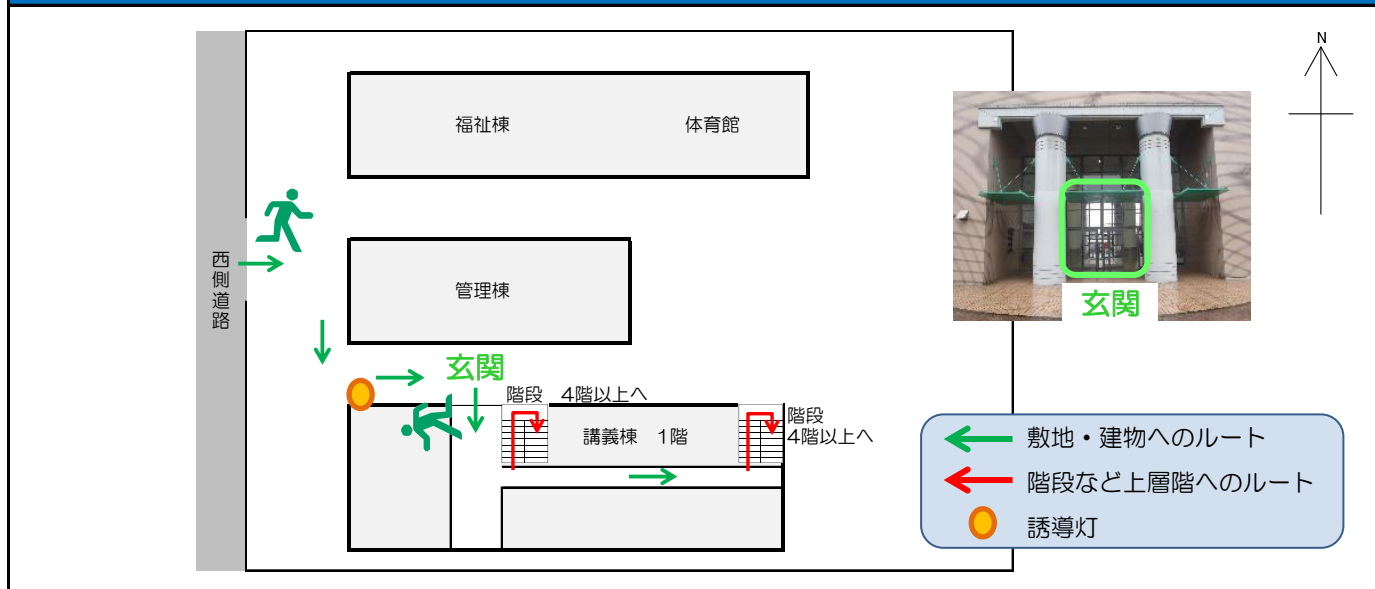 N
福祉棟
体育館
西側道路
管理棟
玄関
玄関
階段 4階以上へ
階段
4階以上へ
講義棟 1階
敷地・建物へのルート
階段など上層階へのルート
誘導灯